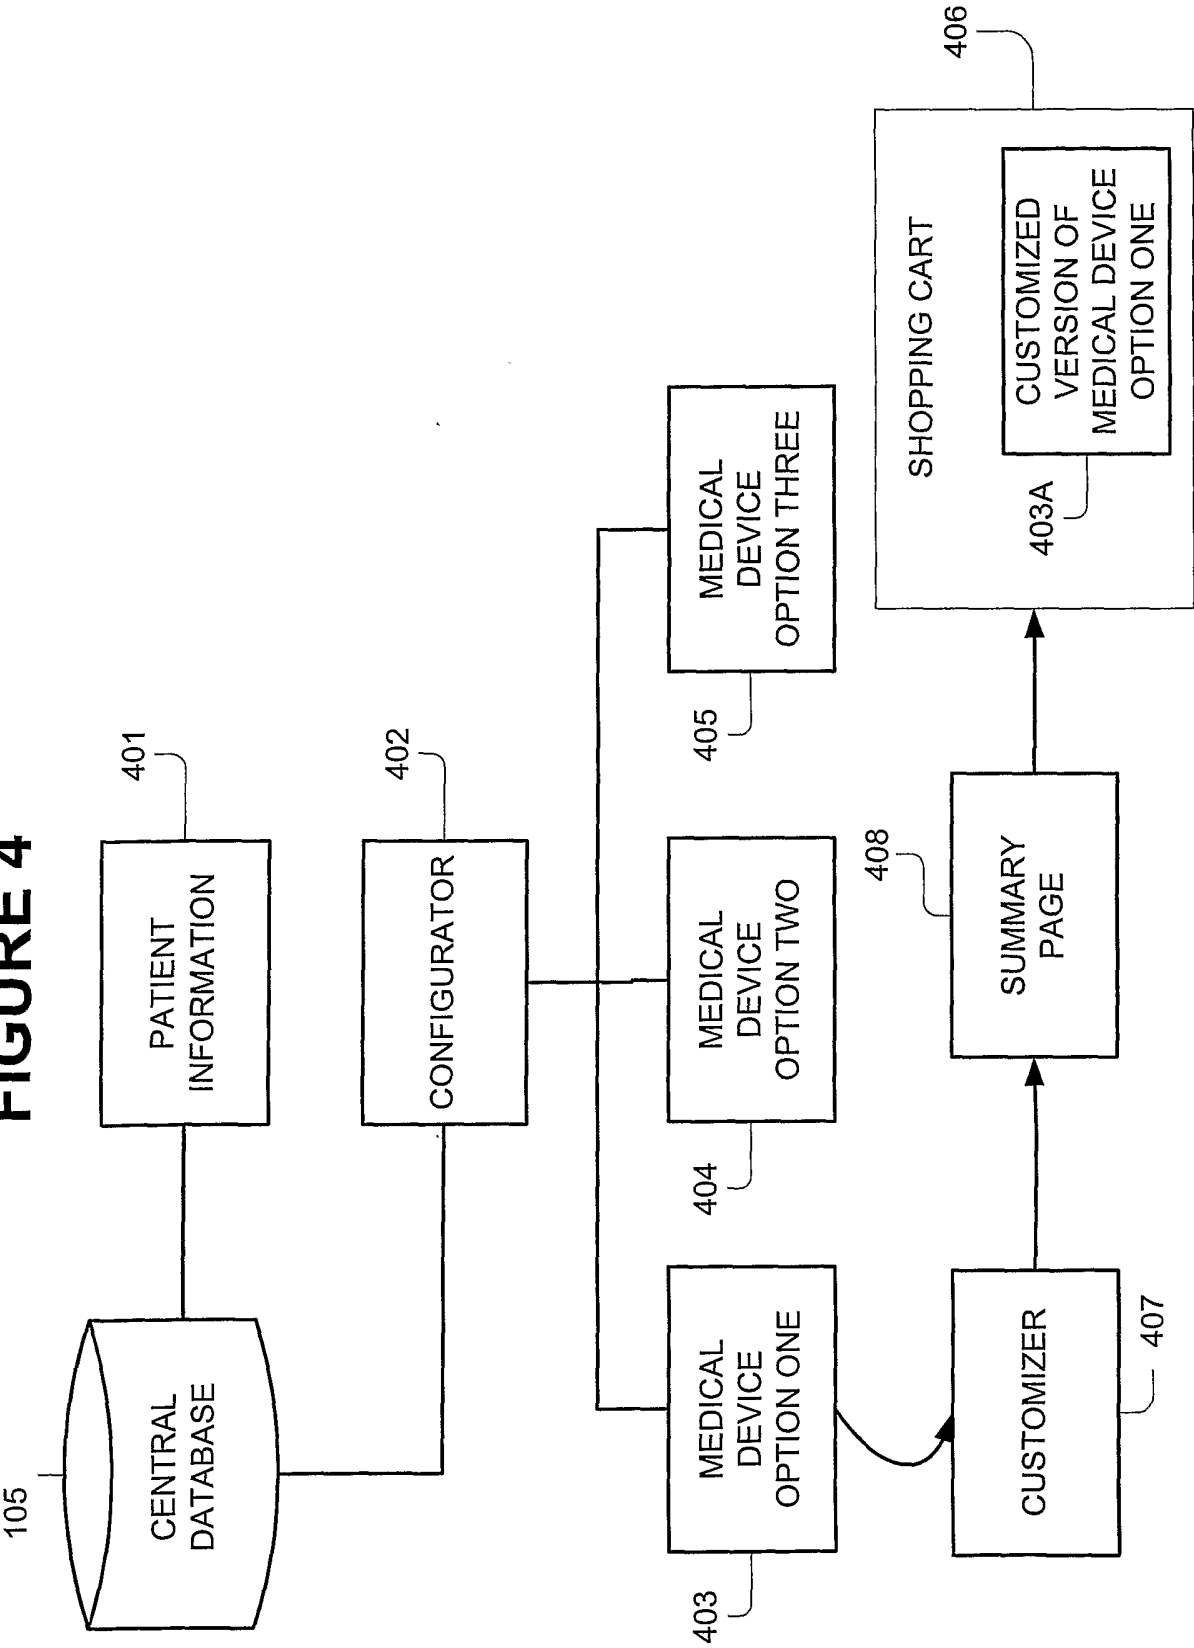 FIGURE 4
105
CENTRAL
DATABASE
401
PATIENT
INFORMATION
402
CONFIGURATOR
403
MEDICAL
DEVICE
OPTION ONE
404
MEDICAL
DEVICE
OPTION TWO
405
MEDICAL
DEVICE
OPTION THREE
CUSTOMIZER
407
408
SUMMARY
PAGE
406
SHOPPING CART
403A
CUSTOMIZED
VERSION OF
MEDICAL DEVICE
OPTION ONE